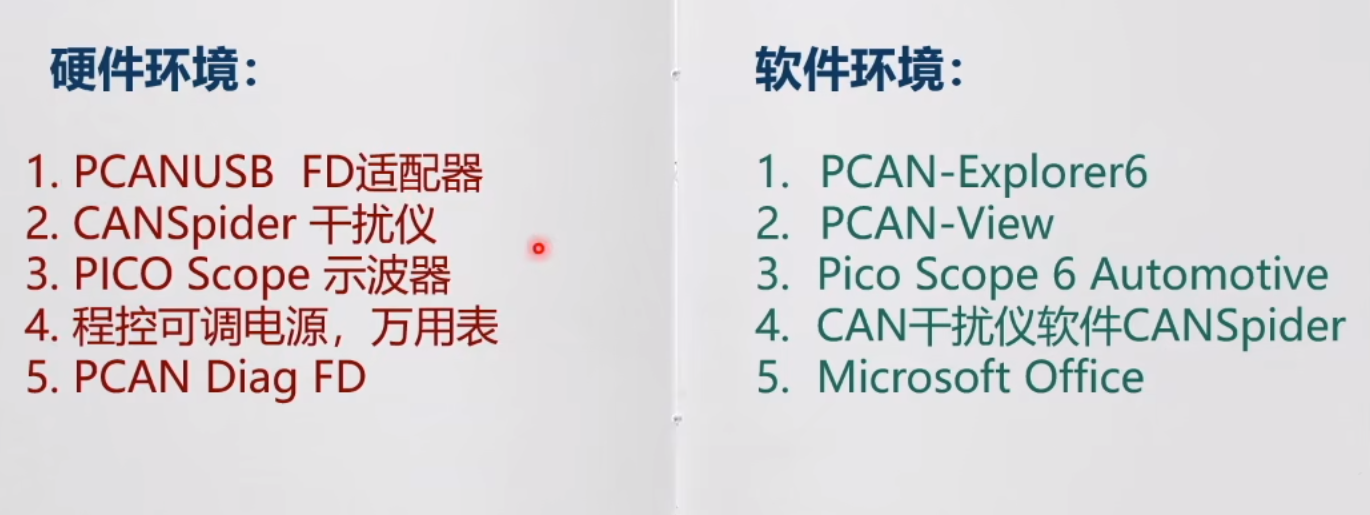 硬件环境：
1. PCANUSB  FD适配器
2. CANSpider 干扰仪
3. PICO Scope 示波器
4. 程控可调电源，万用表
5. PCAN Diag FD
软件环境：
1. PCAN-Explorer6
2. PCAN-View
3. Pico Scope 6 Automotive
4. CAN干扰仪软件CANSpider
5. Microsoft Office